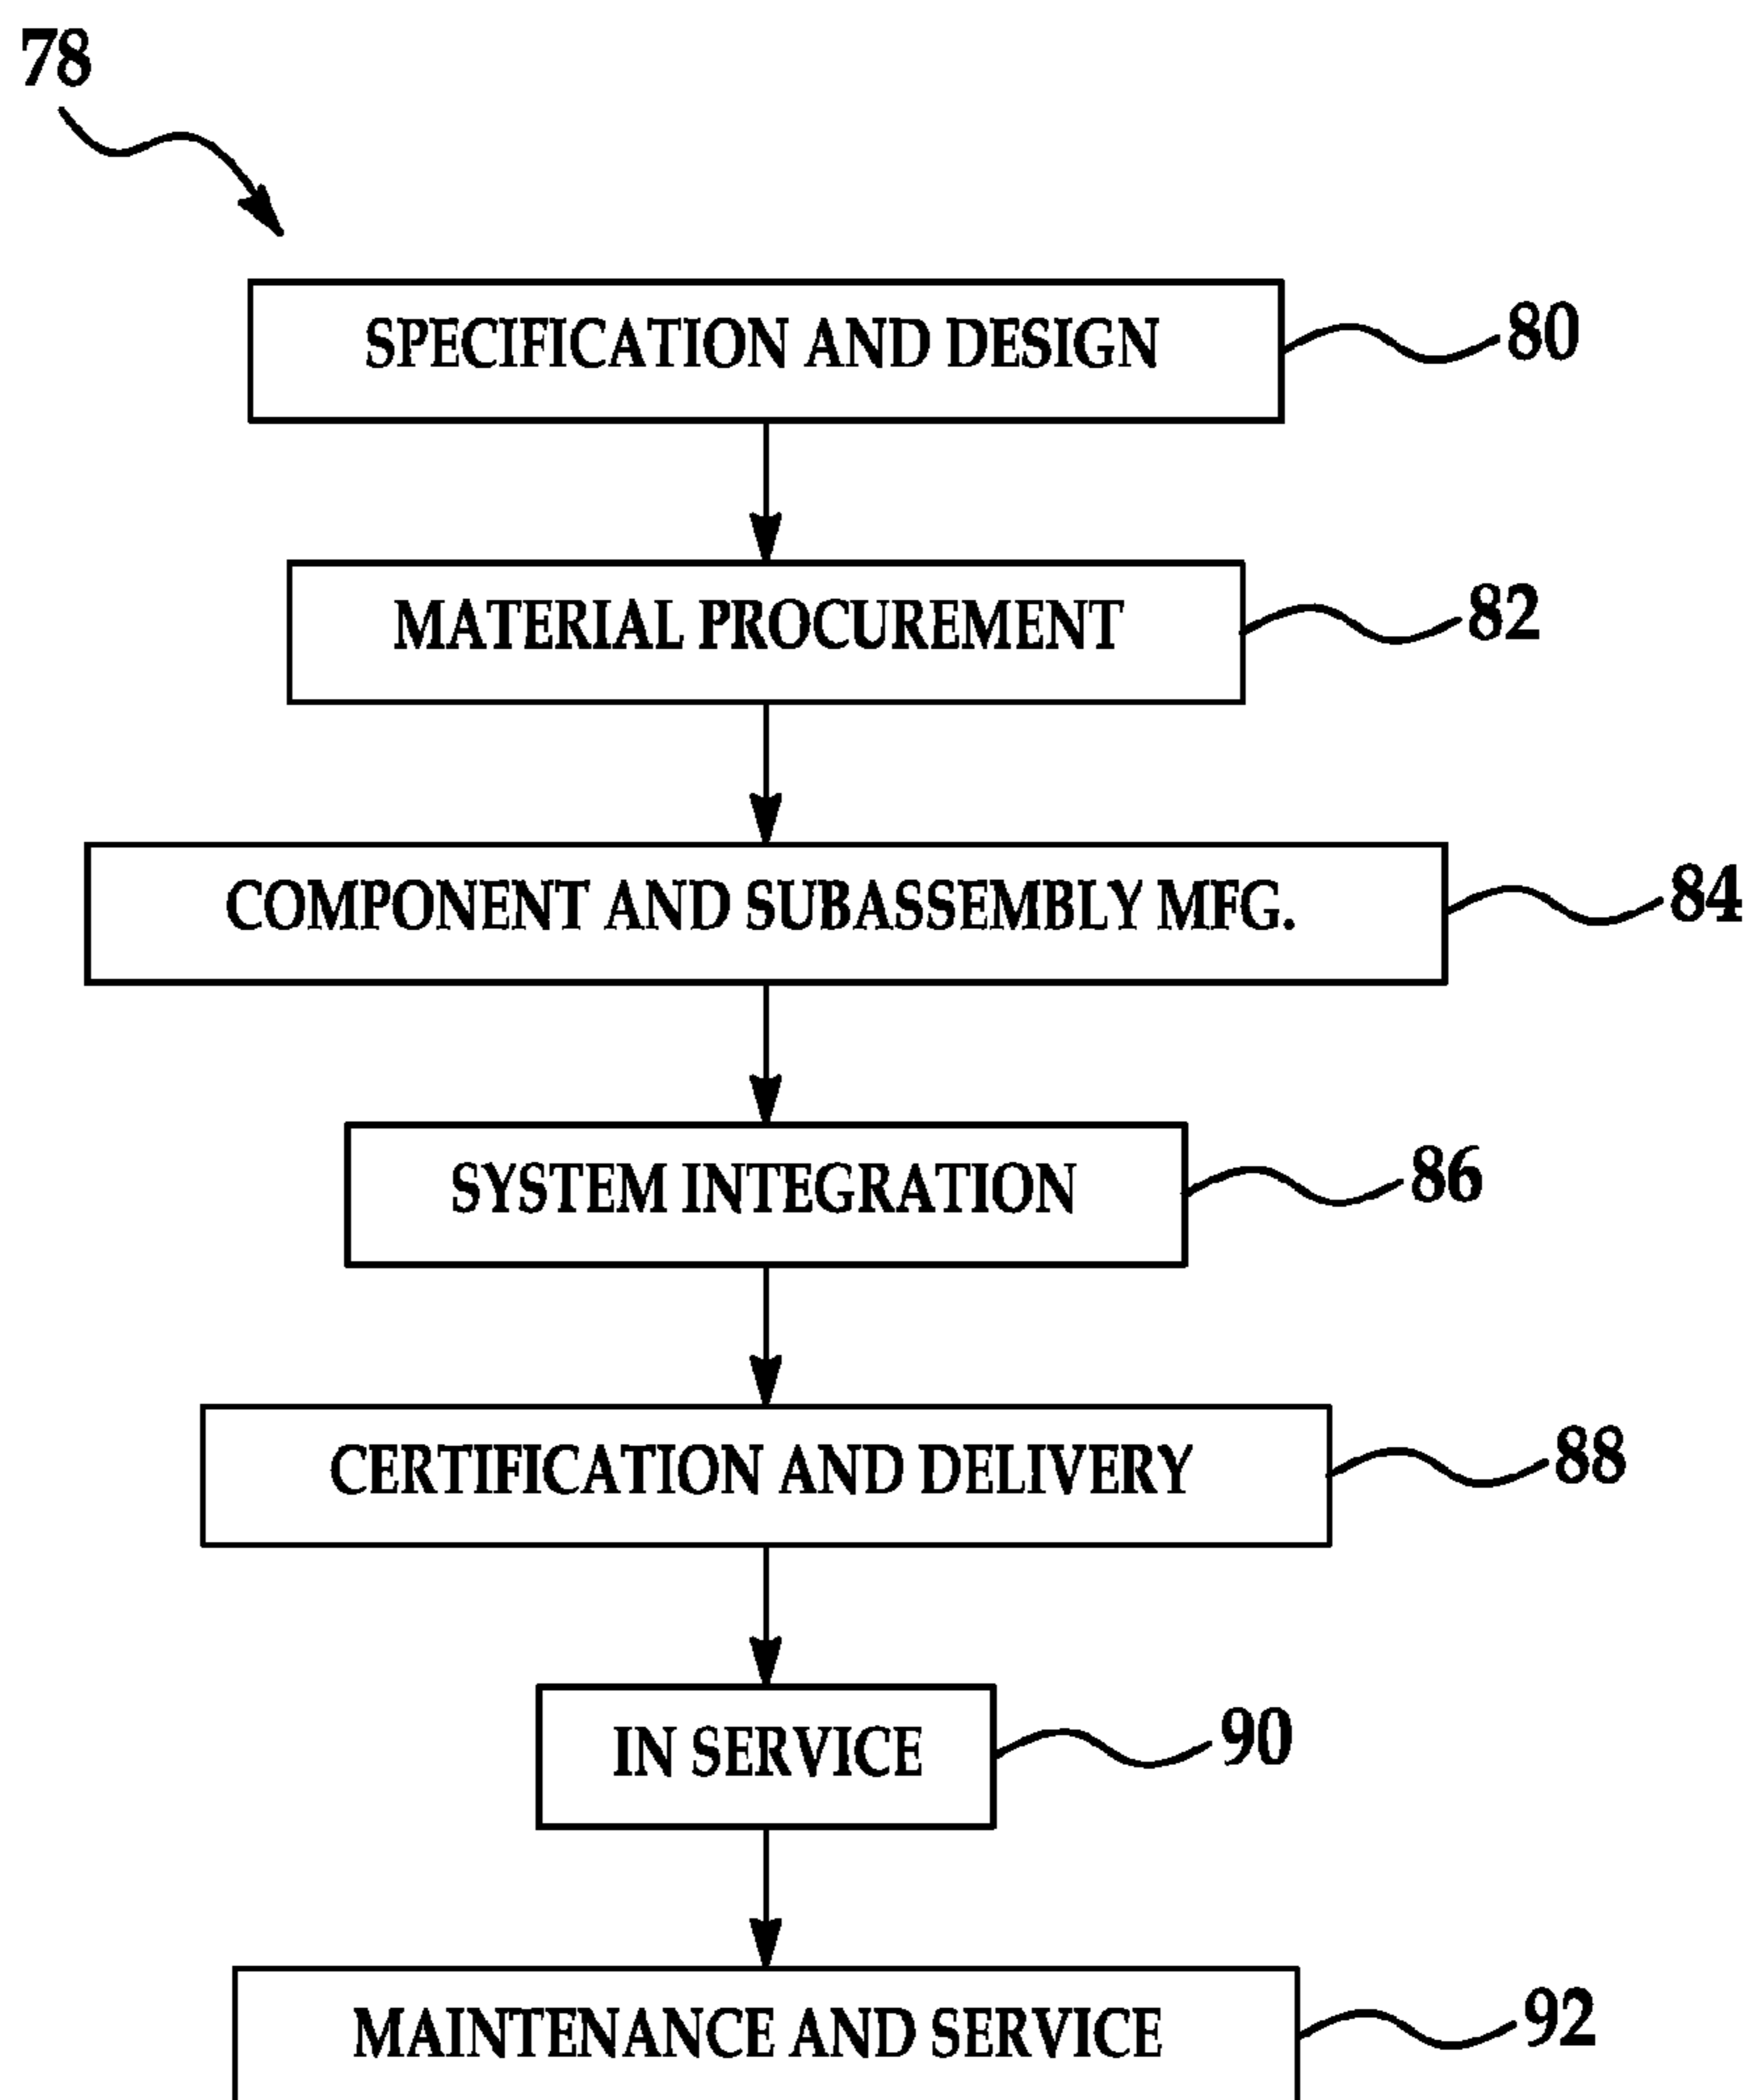 78
SPECIFICATION AND DESIGN 80
MATERIAL PROCUREMENT 82
COMPONENT AND SUBASSEMBLY MFG. 84
SYSTEM INTEGRATION 86
CERTIFICATION AND DELIVERY 88
IN SERVICE 90
MAINTENANCE AND SERVICE 92